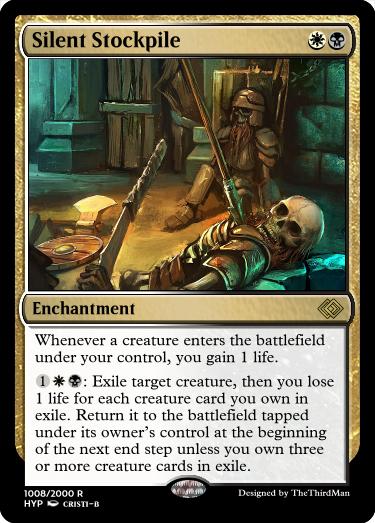 Silent Stockpile
Enchantment
Whenever a creature enters the battlefield
under your control, you gain 1 life.
1: Exile target creature, then you lose
1 life for each creature card you own in
exile. Return it to the battlefield tapped
under its owner's control at the beginning
of the next end step unless you own three
or more creature cards in exile.
1008/2000 R
HYP CRISTI-B
Designed by TheThirdMan